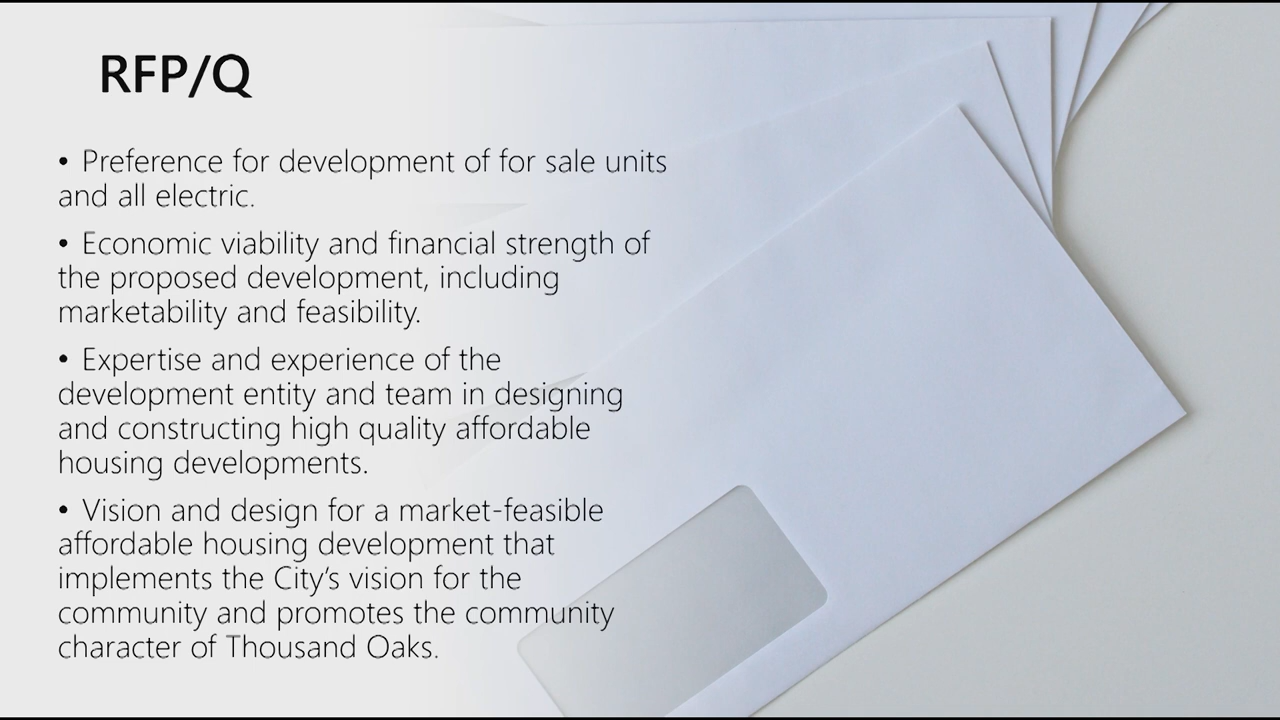 RFP/Q
• Preference for development of for sale units
and all electric.
• Economic viability and financial strength of
the proposed development, including
marketability and feasibility.
• Expertise and experience of the
development entity and team in designing
and constructing high quality affordable
housing developments.
• Vision and design for a market-feasible
affordable housing development that
implements the City’s vision for the
community and promotes the community
character of Thousand Oaks.